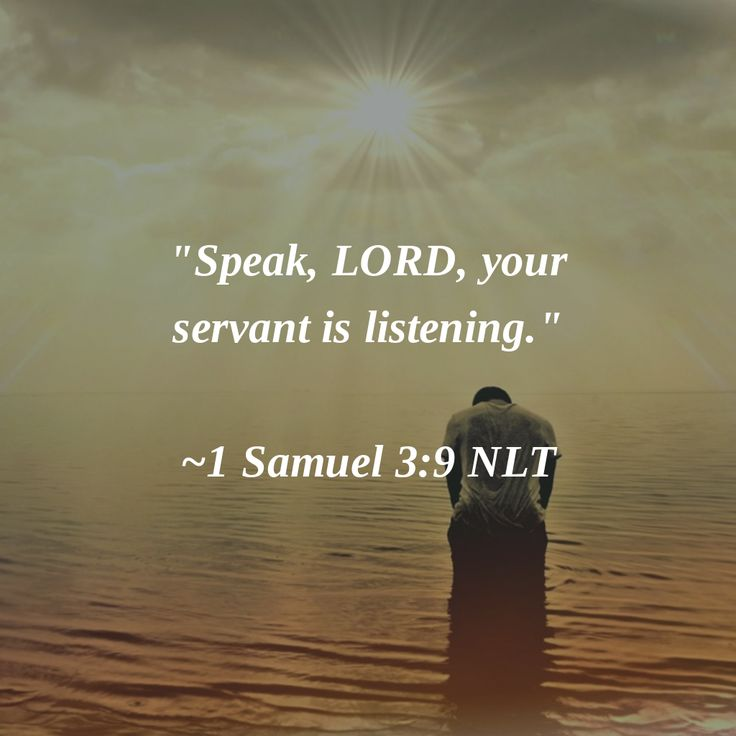 "Speak, LORD, your
servant is listening."
~1 Samuel 3:9 NLT